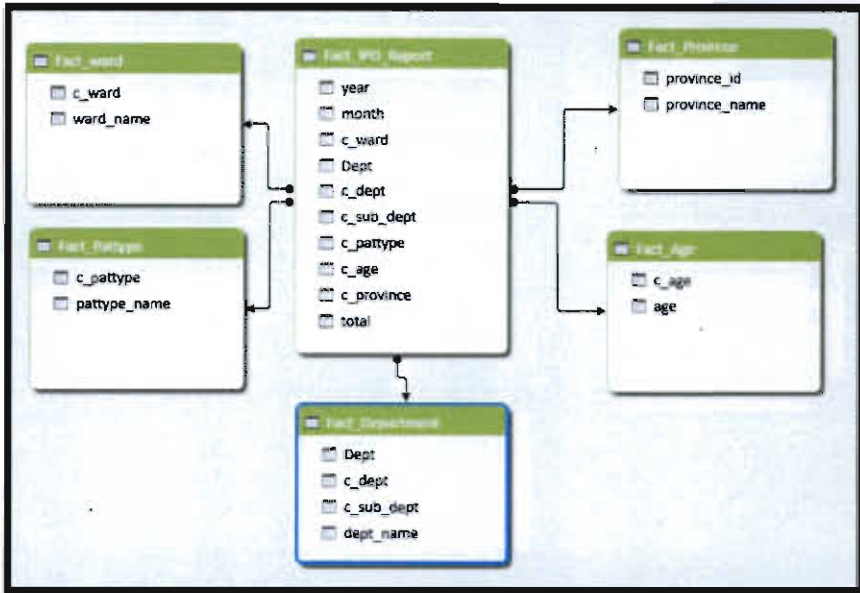 Fact_ward
c_ward
ward_name
Fact_IPD_Report
year
month
c_ward
Dept
c_dept
c_sub_dept
c_pattype
c_age
c_province
total
Fact_Province
province_id
province_name
Fact_Pattype
c_pattype
pattype_name
Fact_Age
c_age
age
Fact_Department
Dept
c_dept
c_sub_dept
dept_name